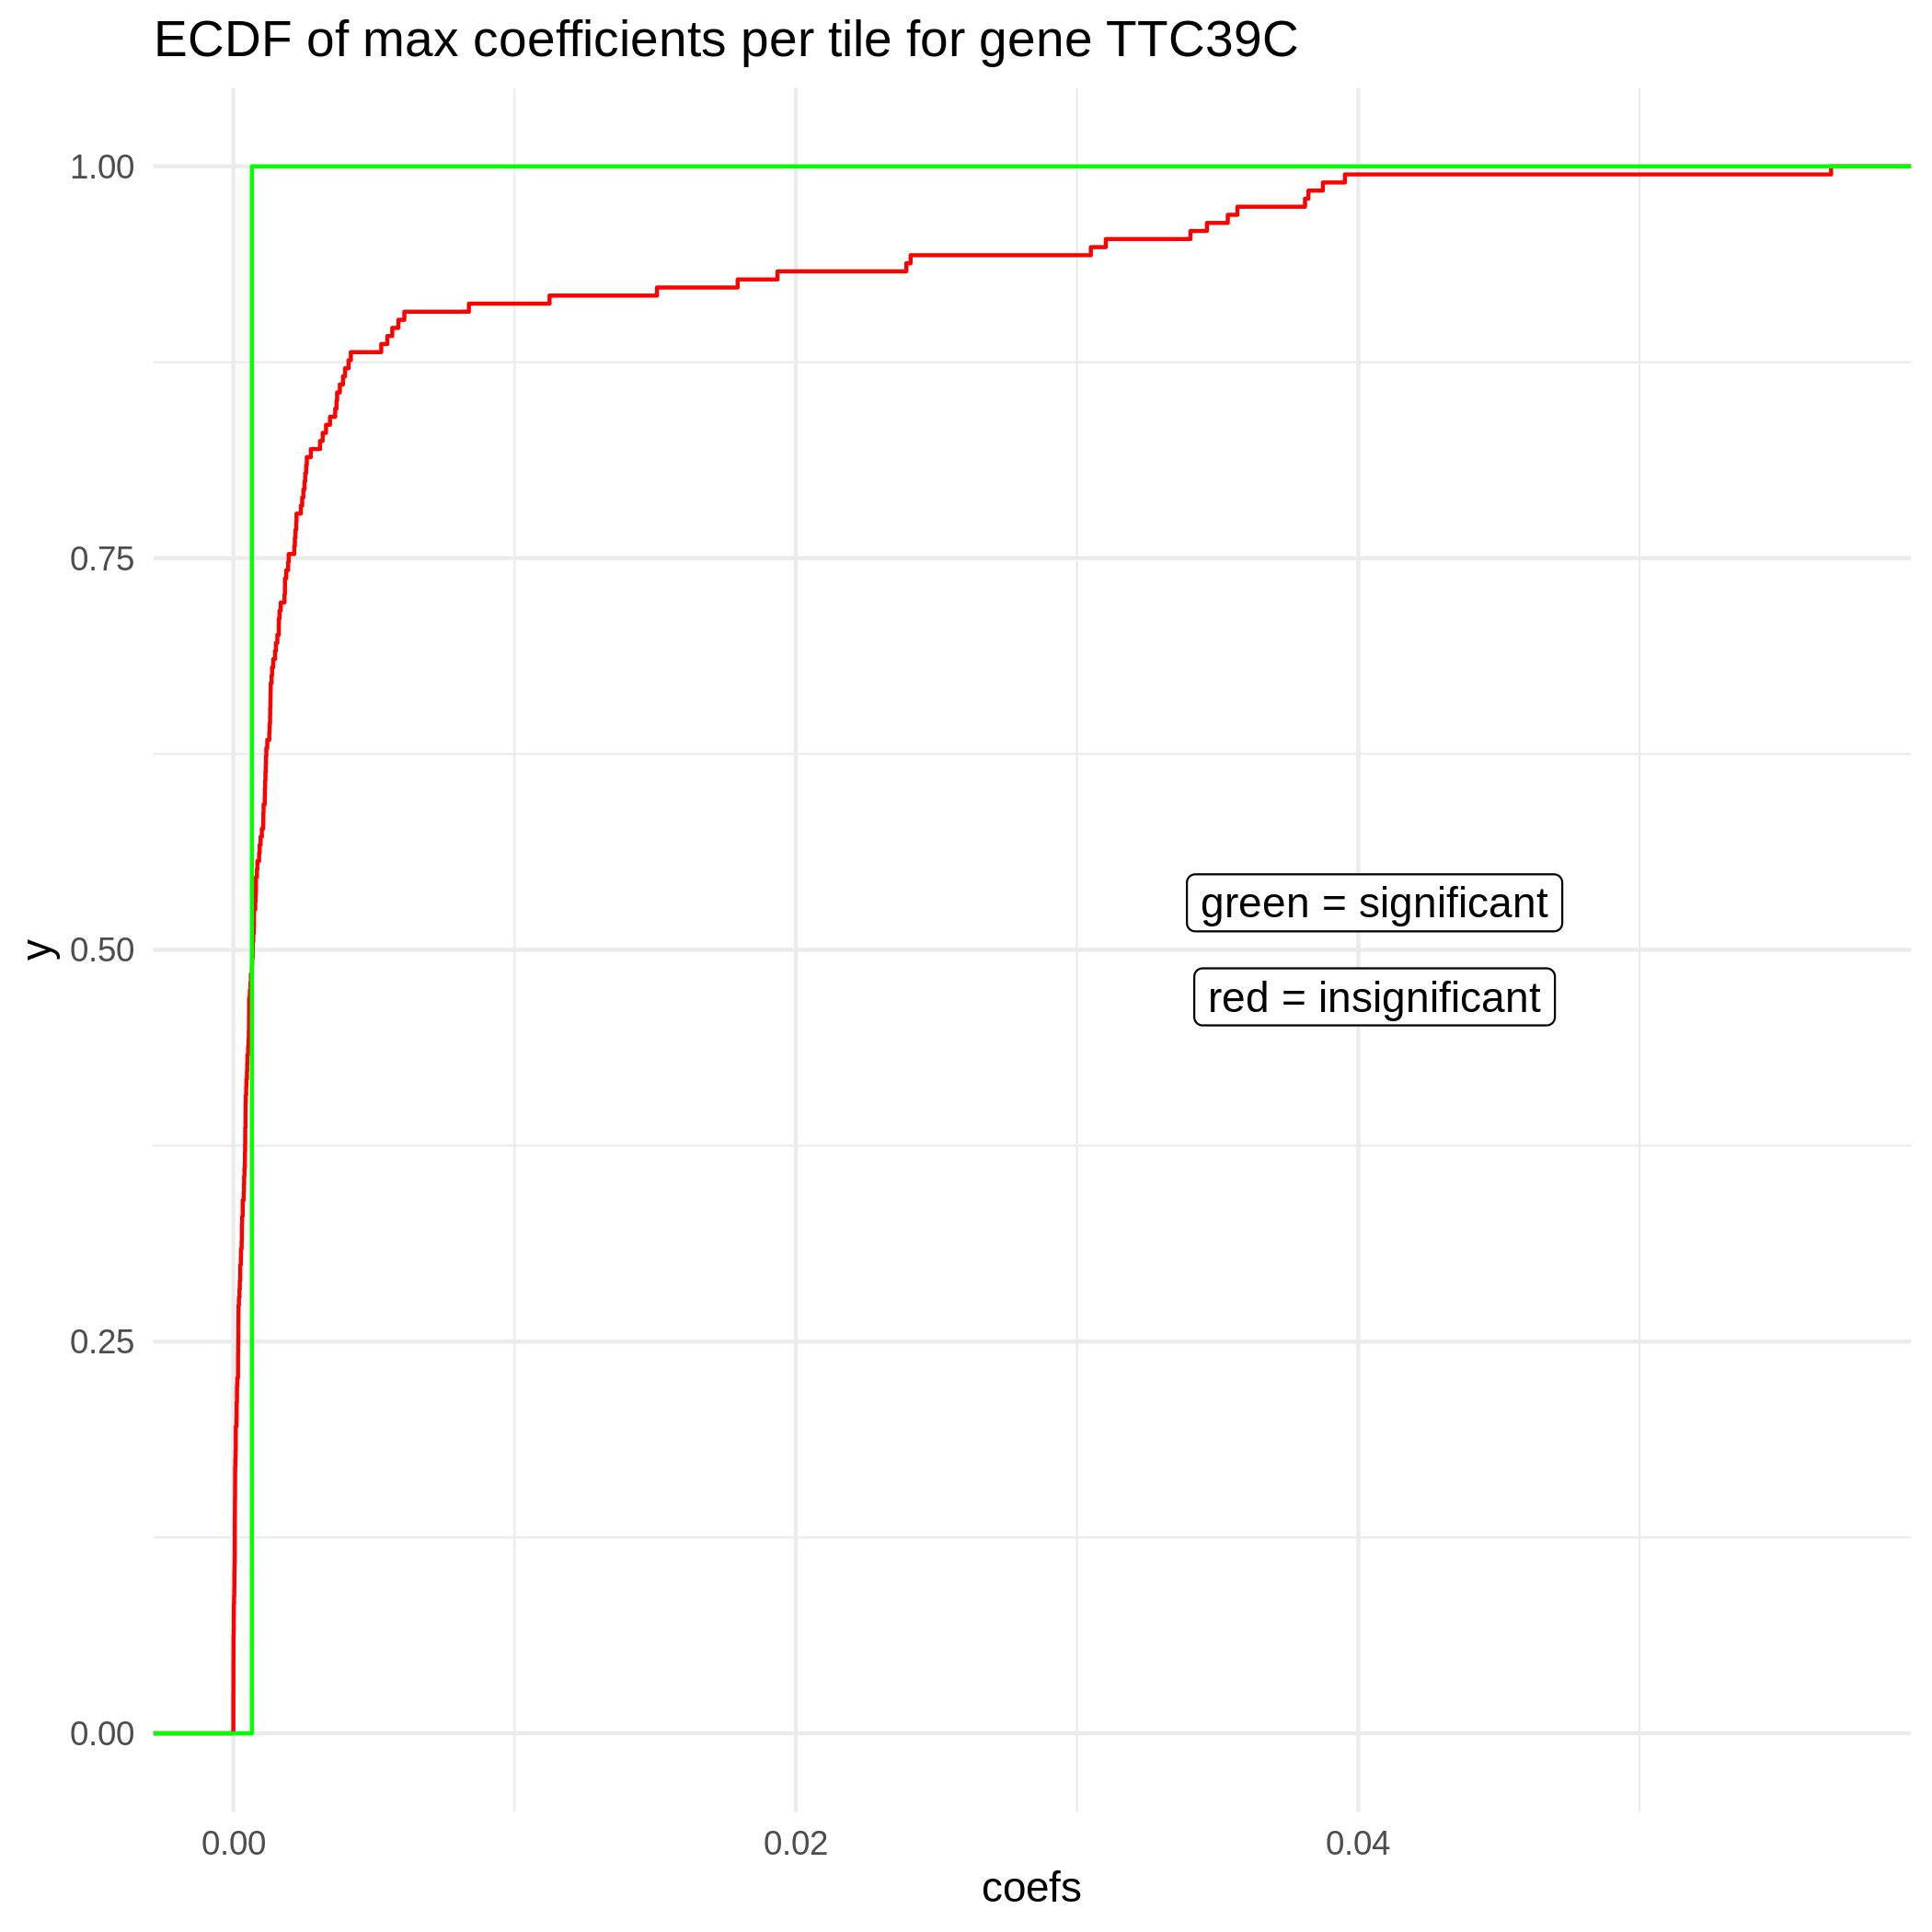 ECDF of max coefficients per tile for gene TTC39C
1.00
0.75
y
0.50
0.25
0.00
green = significant
red = insignificant
0.00
0.02
0.04
coefs